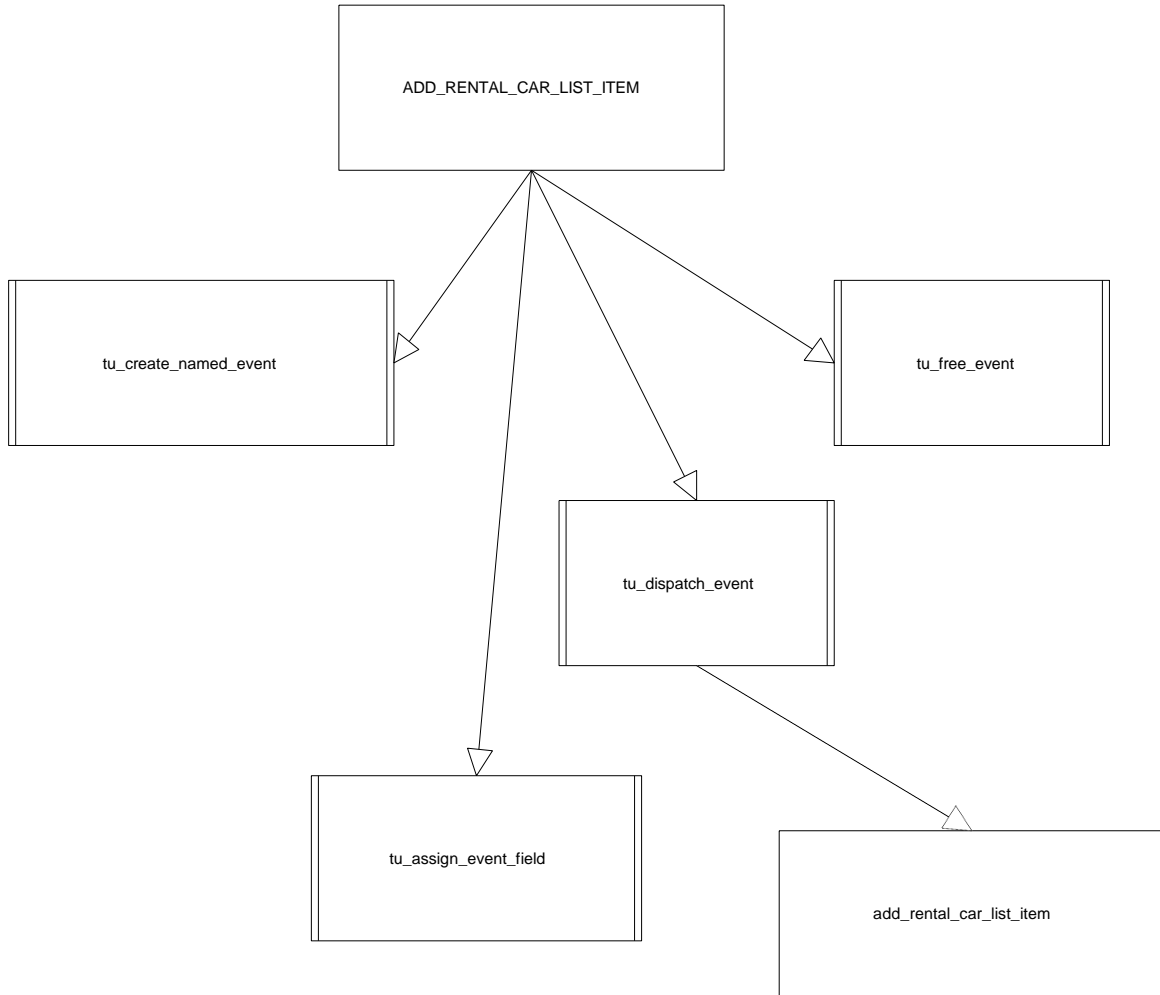 ADD_RENTAL_CAR_LIST_ITEM
tu_create_named_event
tu_free_event
tu_dispatch_event
tu_assign_event_field
add_rental_car_list_item